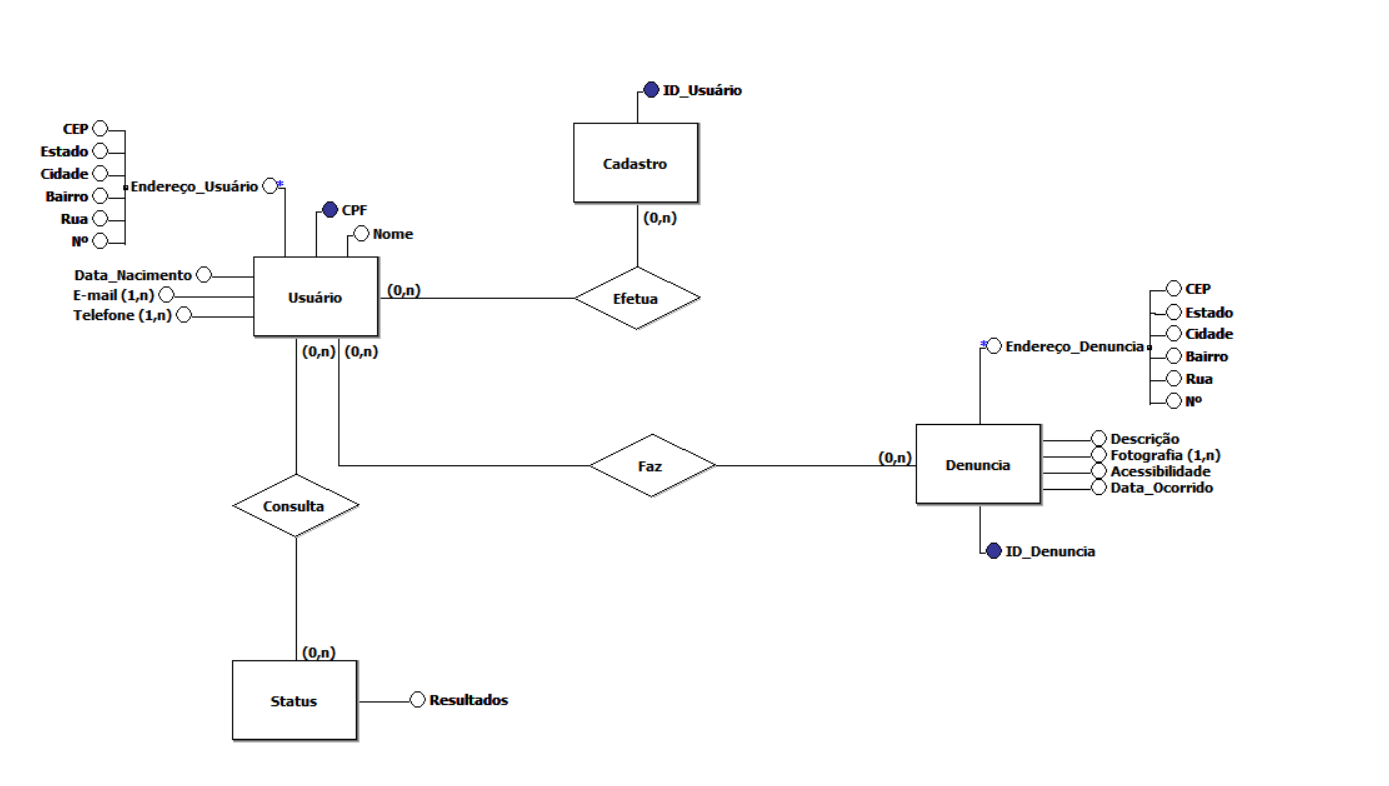 ID_Usuário
Cadastro
(0,n)
CEP
Estado
Cidade
Bairro
Rua
Nº
Endereço_Usuário
*
CPF
Nome
Data_Nacimento
E-mail (1,n)
Telefone (1,n)
Usuário
(0,n)
Efetua
(0,n) (0,n)
CEP
Estado
Cidade
Bairro
Rua
Nº
*
Endereço_Denuncia
Faz
(0,n)
Denuncia
Descrição
Fotografia (1,n)
Acessibilidade
Data_Ocorrido
ID_Denuncia
Consulta
(0,n)
Status
Resultados